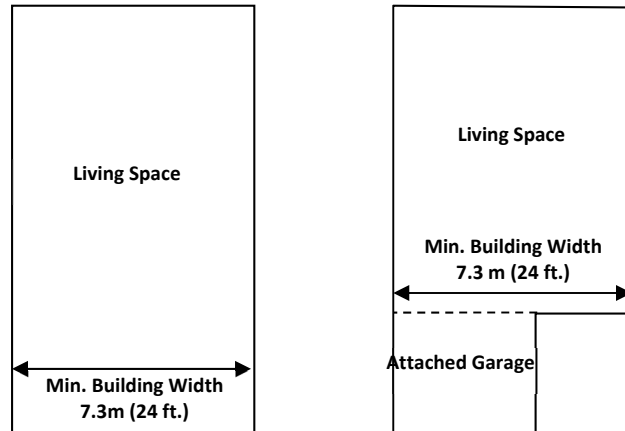 Living Space
Min. Building Width
7.3m (24 ft.)
Living Space
Min. Building Width
7.3 m (24 ft.)
Attached Garage